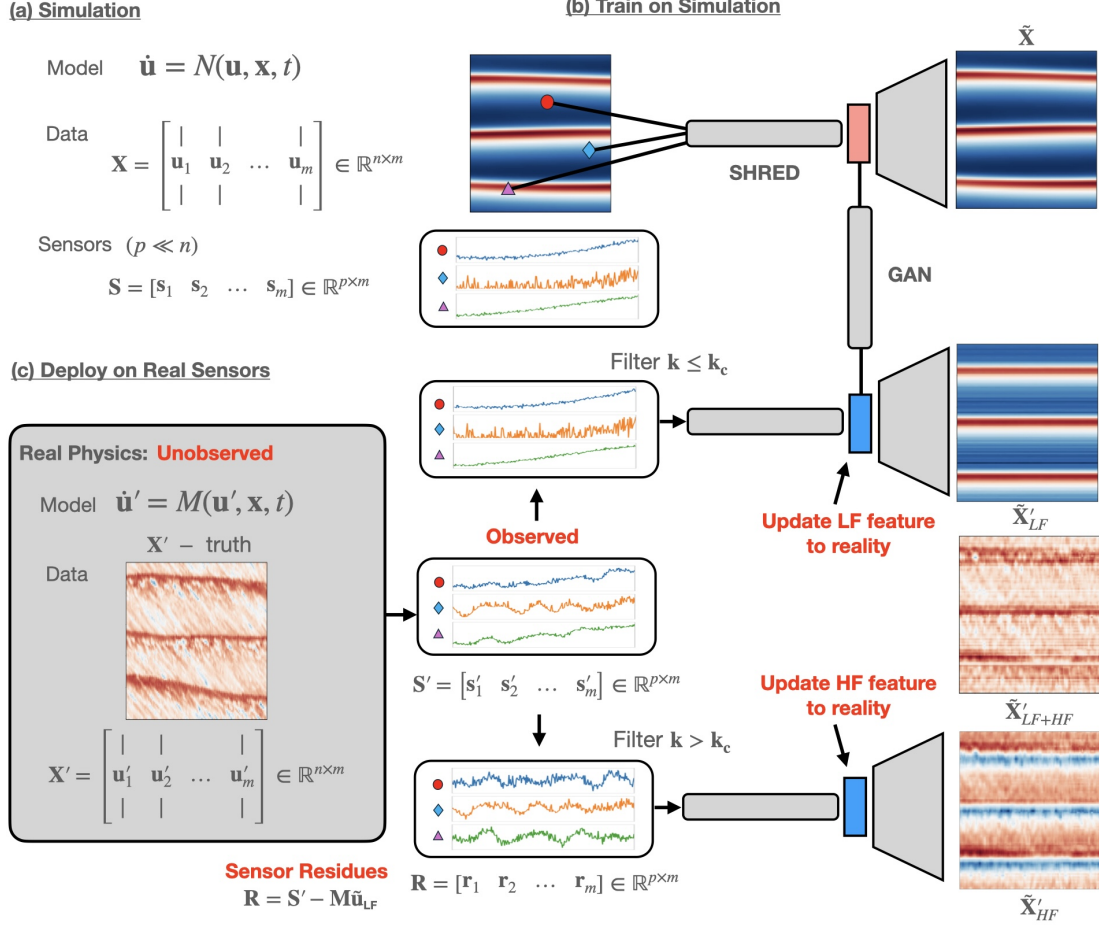 (a) Simulation
Model u̇ = N(u, x, t)
Data
X = [u₁ u₂ … uₘ] ∈ ℝⁿˣᵐ
Sensors (p ≪ n)
S = [s₁ s₂ … sₘ] ∈ ℝᵖˣᵐ
(b) Train on Simulation
X̃
SHRED
GAN
(c) Deploy on Real Sensors
Real Physics: Unobserved
Model u̇′ = M(u′, x, t)
X′ − truth
Data
X′ = [u′₁ u′₂ … u′ₘ] ∈ ℝⁿˣᵐ
Filter k ≤ k_c
Observed
Update LF feature
to reality
X̃′_LF
S′ = [s′₁ s′₂ … s′ₘ] ∈ ℝᵖˣᵐ
Update HF feature
to reality
X̃′_LF+HF
Filter k > k_c
Sensor Residues
R = S′ − Mũ_LF
R = [r₁ r₂ … rₘ] ∈ ℝᵖˣᵐ
X̃′_HF